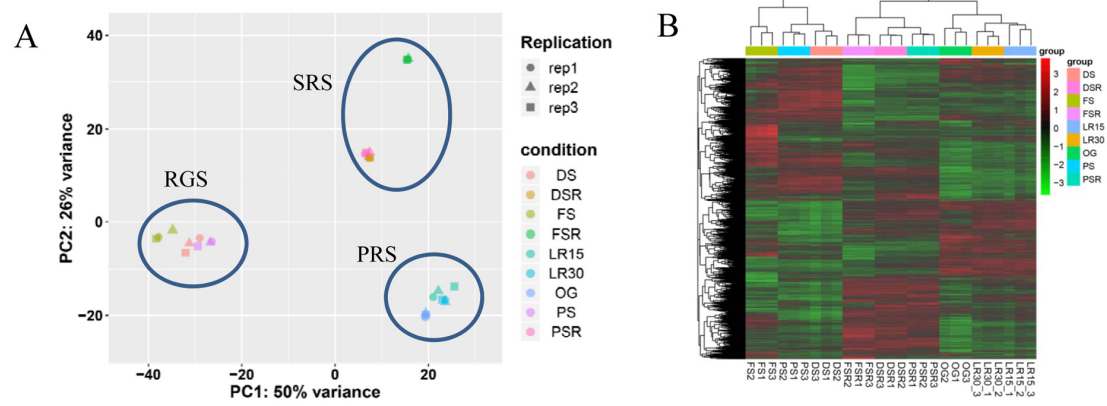 A
40
20
0
−20
−40
−20
0
20
PC2: 26% variance
PC1: 50% variance
SRS
RGS
PRS
Replication
rep1
rep2
rep3
condition
DS
DSR
FS
FSR
LR15
LR30
OG
PS
PSR
B
group
3
2
1
0
−1
−2
−3
group
DS
DSR
FS
FSR
LR15
LR30
OG
PS
PSR
FS2
FS1
FS3
PS2
PS1
PS3
DS3
DS1
DS2
FSR2
FSR1
FSR3
DSR3
DSR1
DSR2
PSR1
PSR2
PSR3
OG2
OG1
OG3
LR30_3
LR30_1
LR30_2
LR15_1
LR15_2
LR15_3